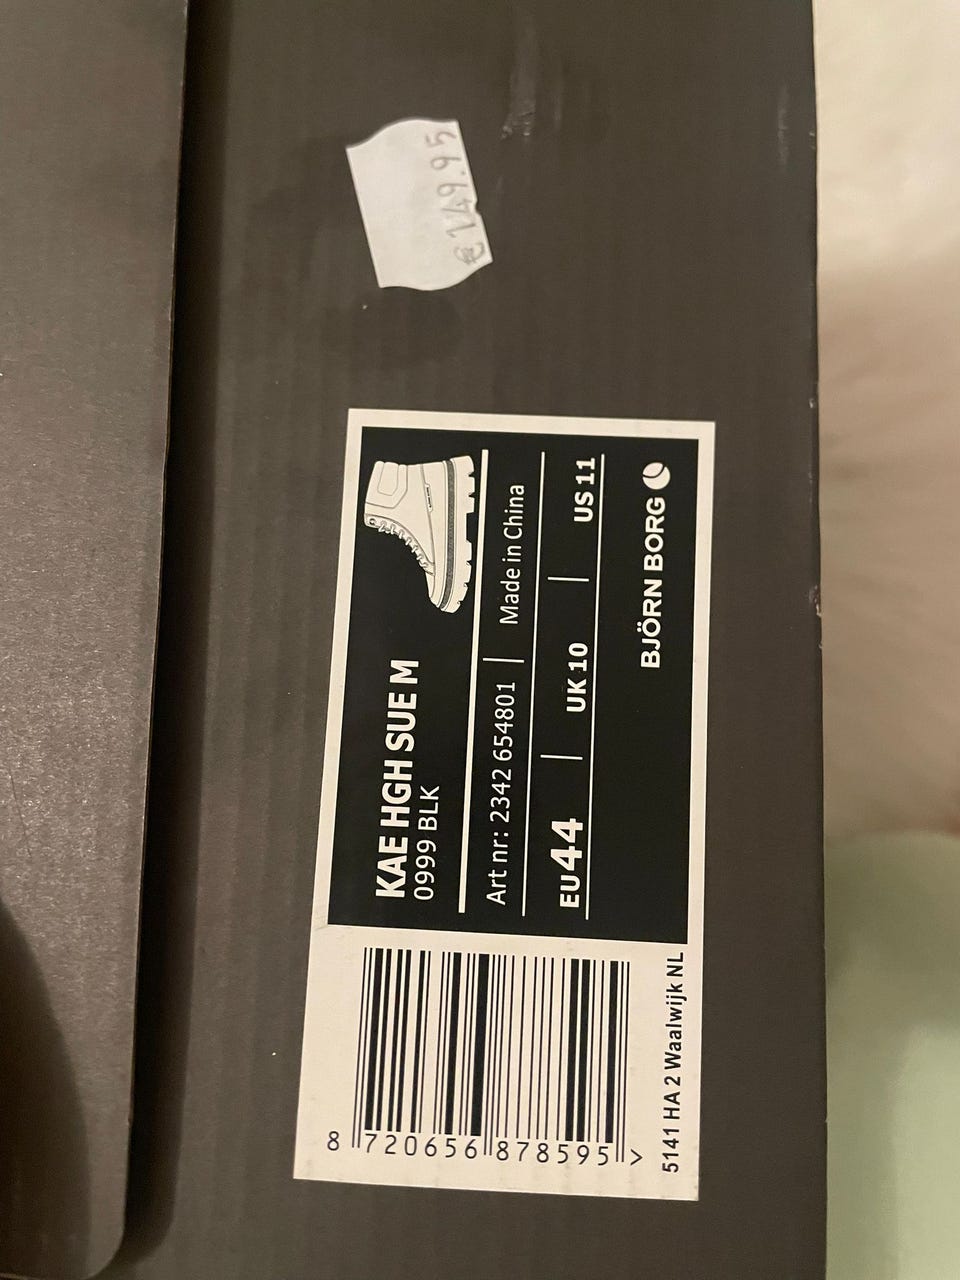 €149.95
KAE HGH SUE M
0999 BLK
Art nr: 2342 654801 | Made in China
EU 44 | UK 10 | US 11
BJÖRN BORG
8 720656 878595 >
5141 HA 2 Waalwijk NL